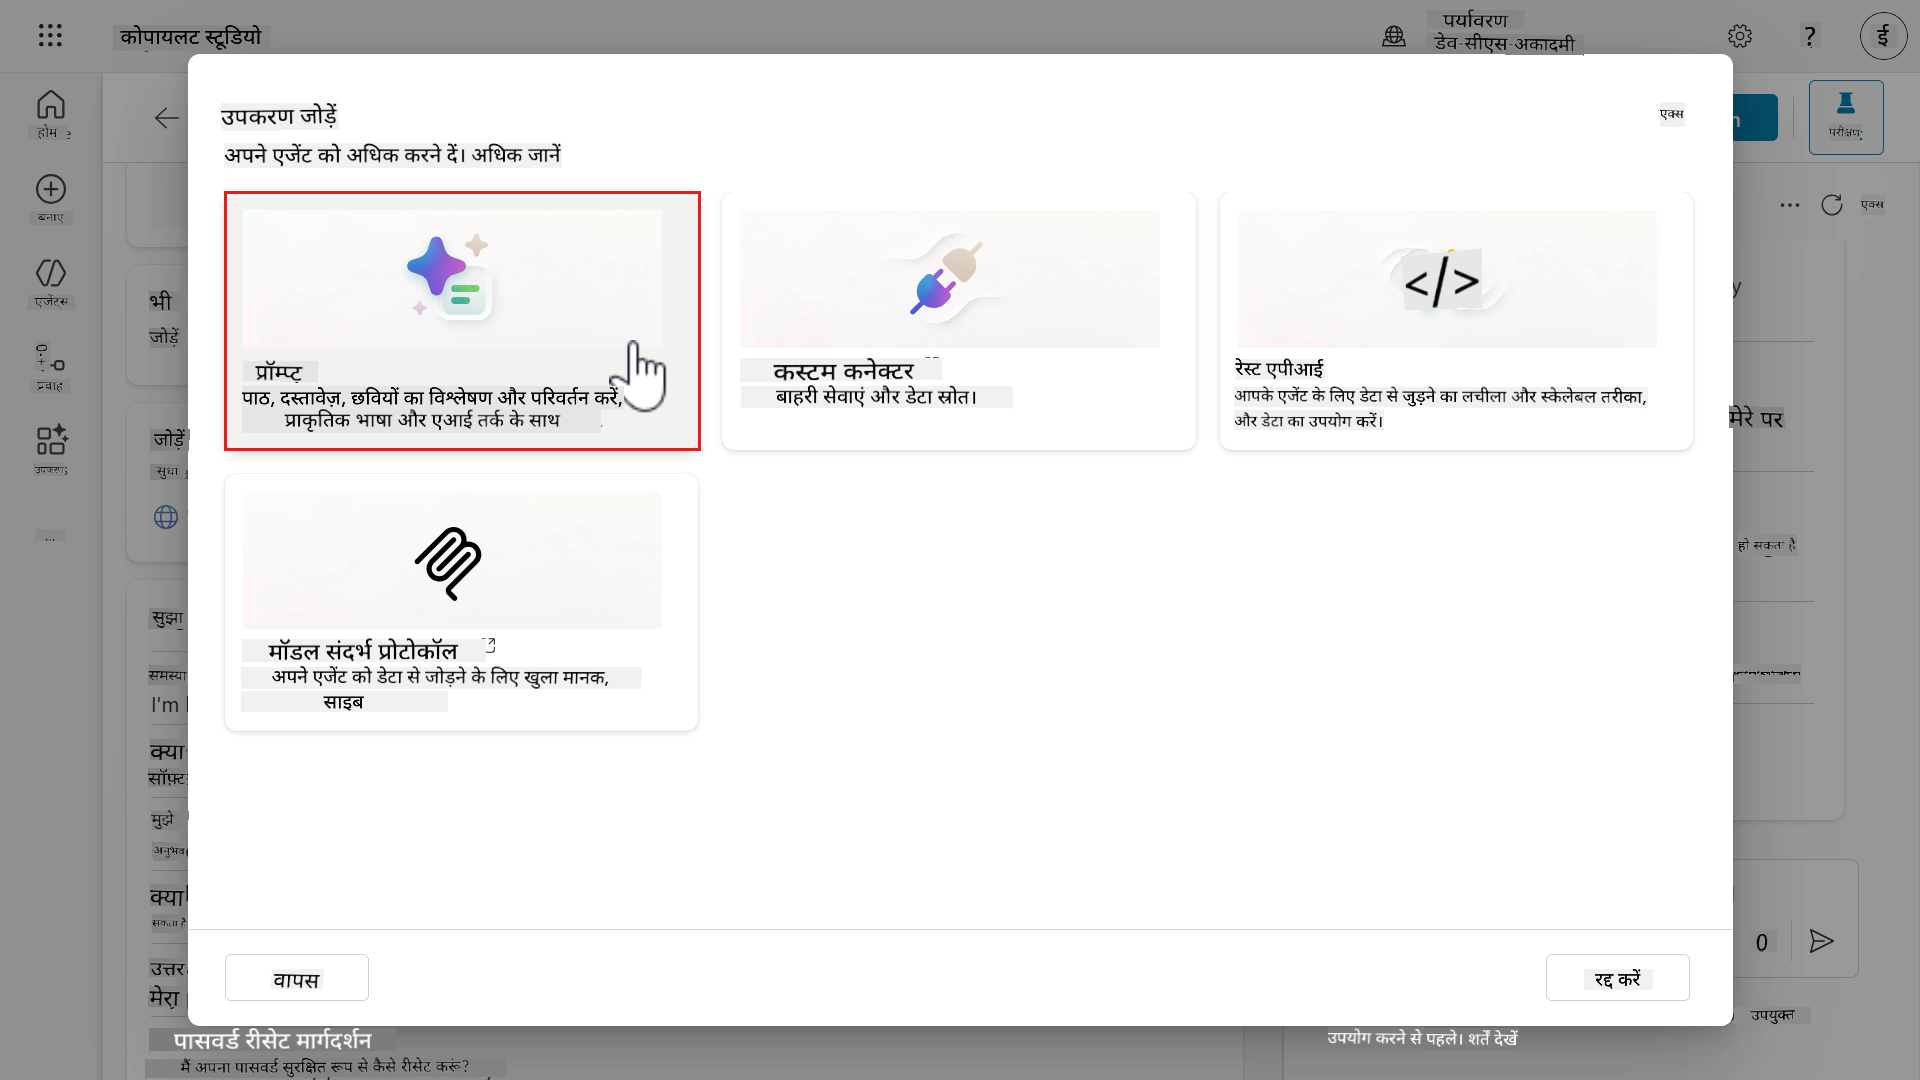 कोपायलट स्टूडियो
पर्यावरण
डेव-सीएस-अकादमी
?
ई
होम
बनाए
एजेंटस
प्रवाह
...
परीक्षण
एक्स
उपकरण जोड़ें
अपने एजेंट को अधिक करने दें। अधिक जानें
एक्स
प्रॉम्प्ट
पाठ, दस्तावेज़, छवियों का विश्लेषण और परिवर्तन करें,
प्राकृतिक भाषा और एआई तर्क के साथ
कस्टम कनेक्टर
बाहरी सेवाएं और डेटा स्रोत।
</>
रेस्ट एपीआई
आपके एजेंट के लिए डेटा से जुड़ने का लचीला और स्केलेबल तरीका,
और डेटा का उपयोग करें।
मॉडल संदर्भ प्रोटोकॉल
अपने एजेंट को डेटा से जोड़ने के लिए खुला मानक,
साइब
वापस
रद्द करें
भी
जोड़ें
जोड़ें
सुधा
सुझा
समस्या
I'm
क्या
सॉफ़्ट
मुझे
अनुभव
क्या
सकता है
उत्तर
मेरा
पासवर्ड रीसेट मार्गदर्शन
मैं अपना पासवर्ड सुरक्षित रूप से कैसे रीसेट करूं?
y
मेरे पर
हो सकता है
0
उपयुक्त
उपयोग करने से पहले। शर्तें देखें